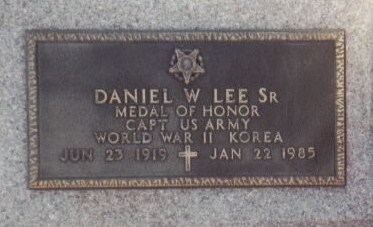 DANIEL W LEE SR
MEDAL OF HONOR
CAPT US ARMY
WORLD WAR II KOREA
JUN 23 1919 JAN 22 1985